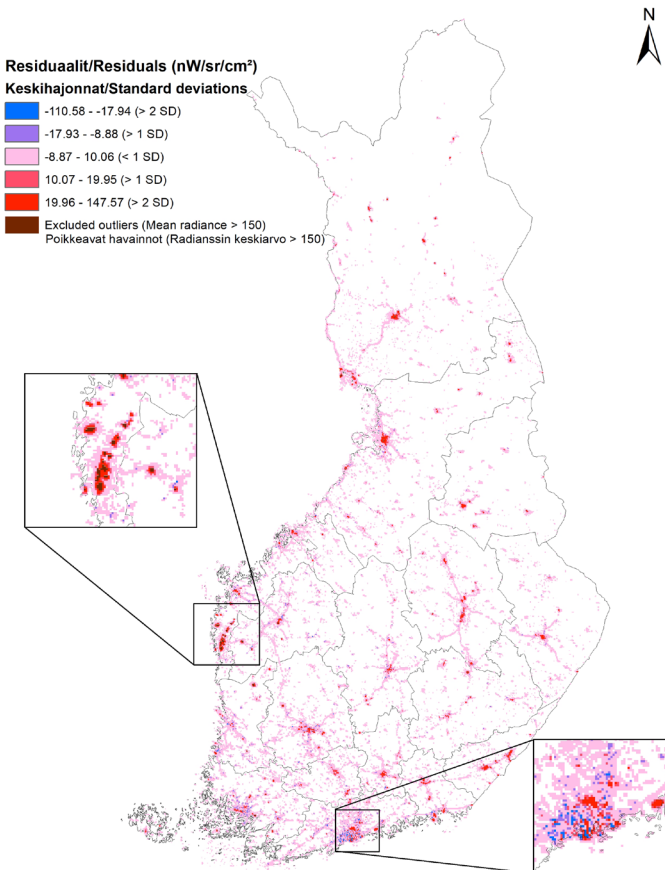 N
Residuaalit/Residuals (nW/sr/cm²)
Keskihajonnat/Standard deviations
-110.58 - -17.94 (> 2 SD)
-17.93 - -8.88 (> 1 SD)
-8.87 - 10.06 (< 1 SD)
10.07 - 19.95 (> 1 SD)
19.96 - 147.57 (> 2 SD)
Excluded outliers (Mean radiance > 150)
Poikkeavat havainnot (Radianssin keskiarvo > 150)